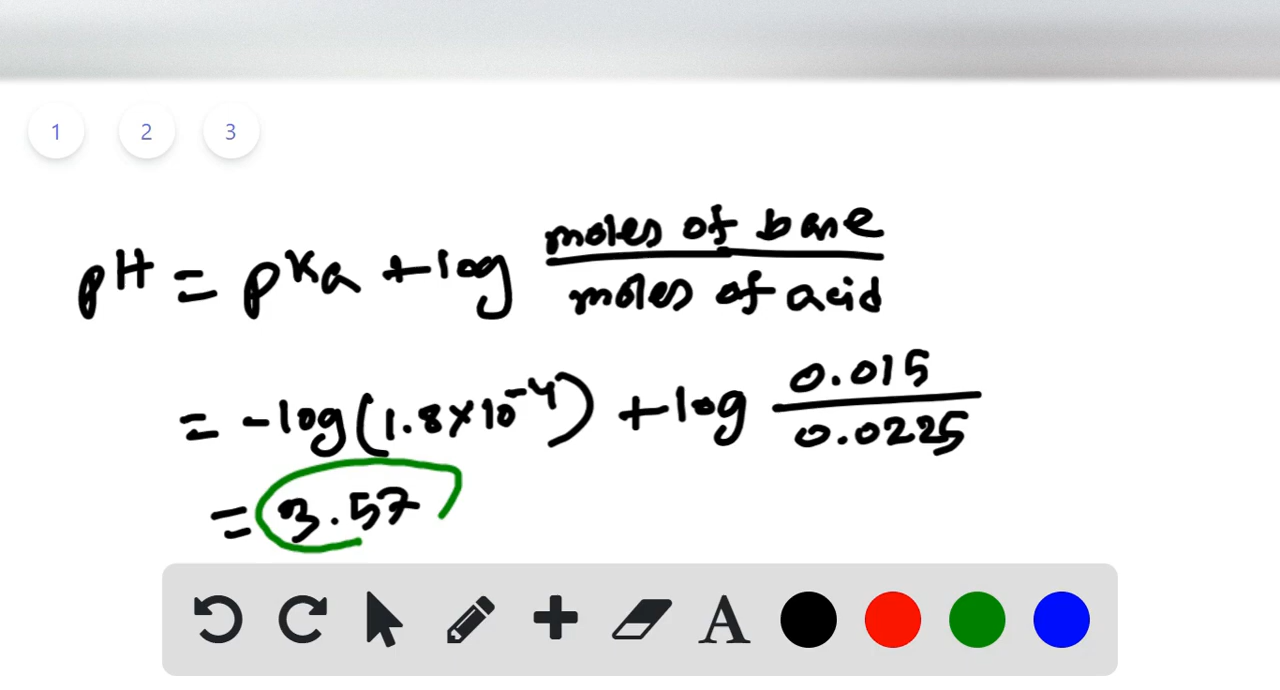 1 2 3
pH = pKa + log moles of base / moles of acid
= -log(1.8×10⁻⁴) + log 0.015 / 0.0225
= 3.57
A